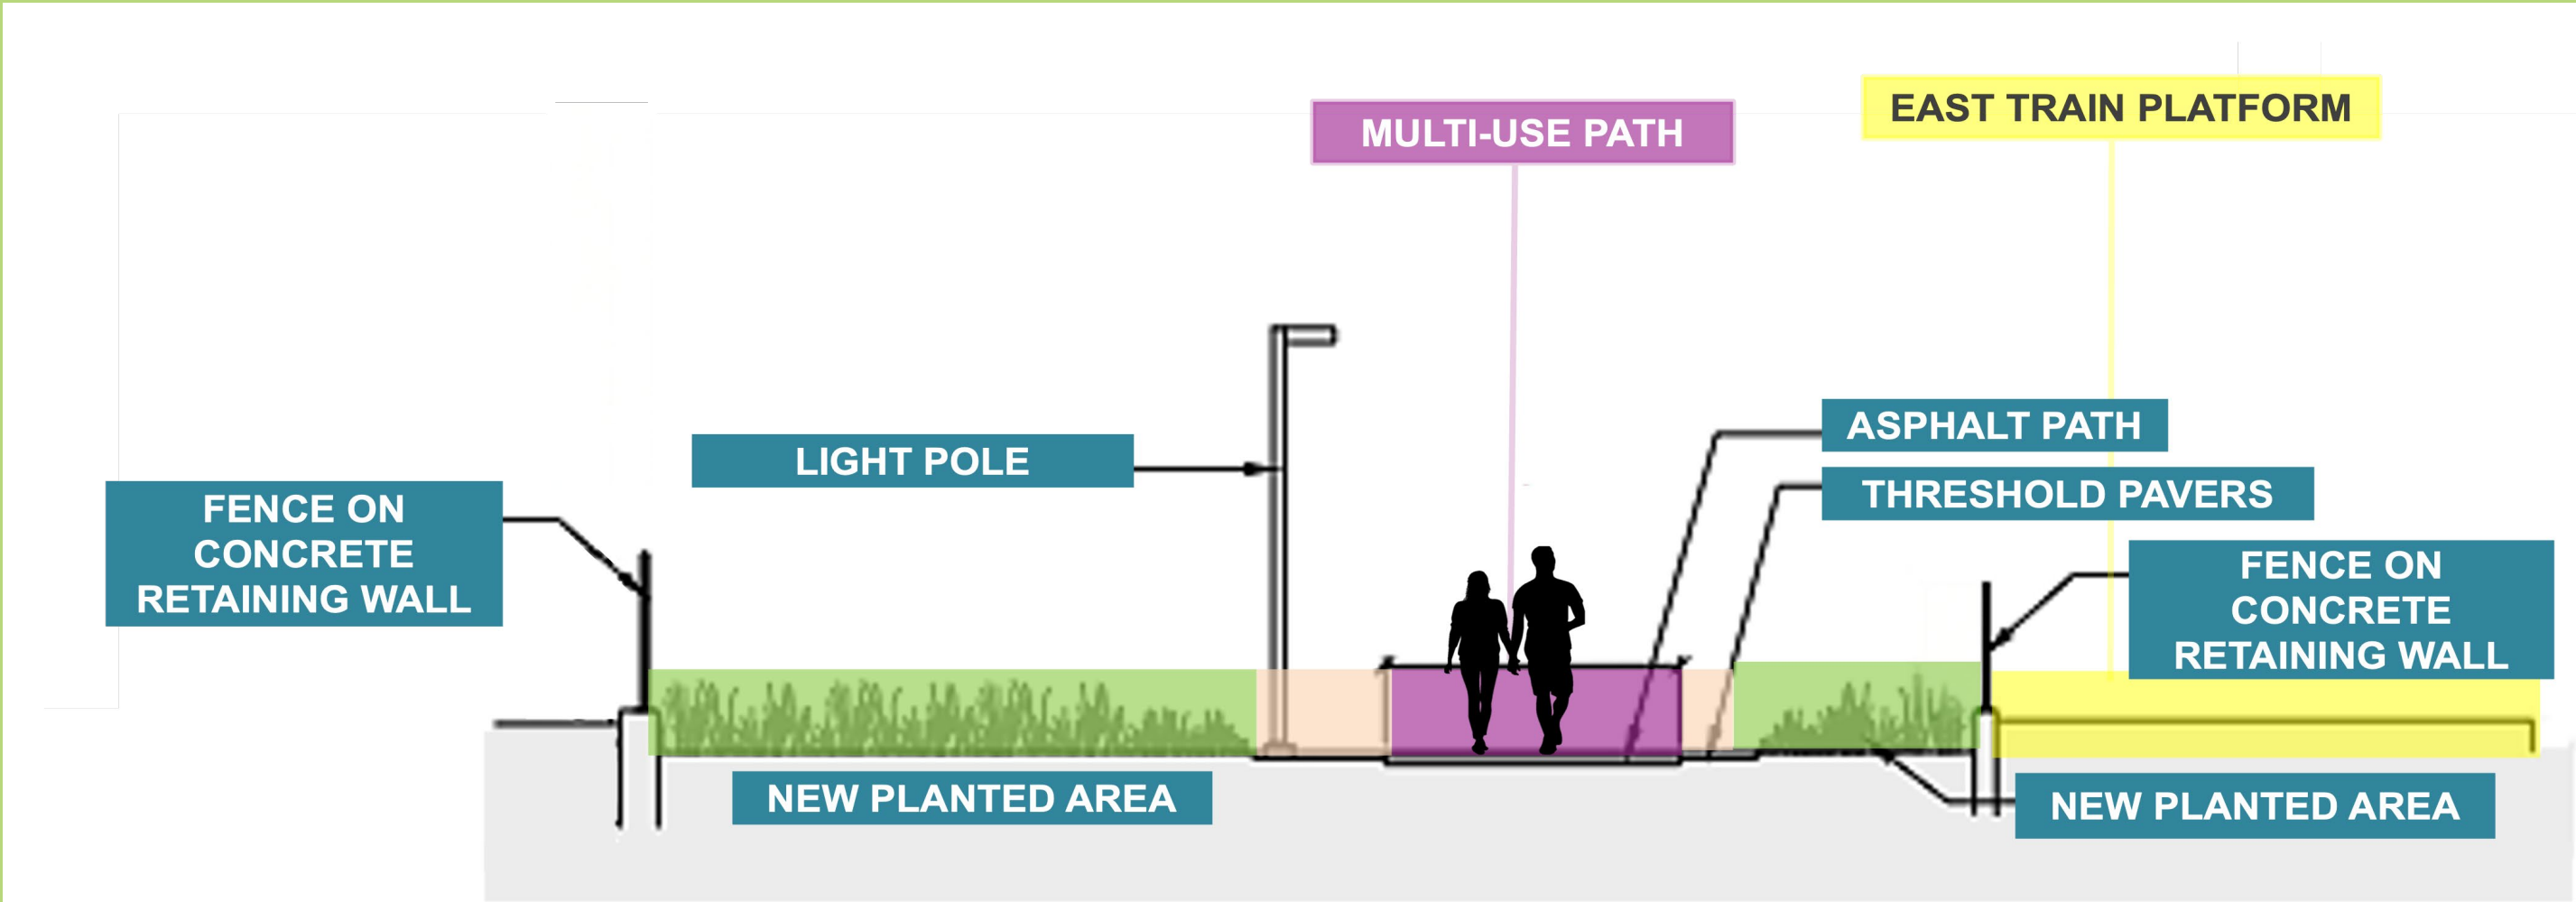 EAST TRAIN PLATFORM
MULTI-USE PATH
ASPHALT PATH
LIGHT POLE
THRESHOLD PAVERS
FENCE ON
CONCRETE
RETAINING WALL
FENCE ON
CONCRETE
RETAINING WALL
NEW PLANTED AREA
NEW PLANTED AREA